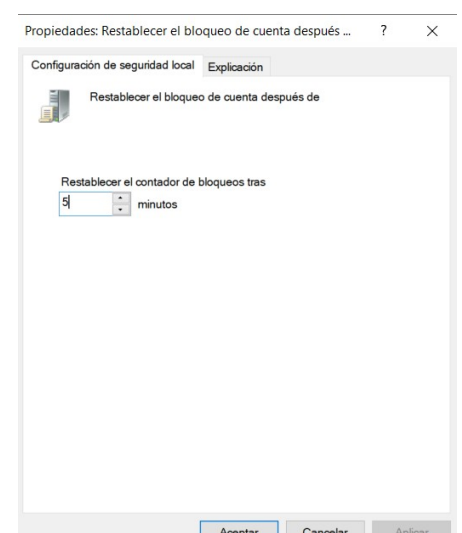 Propiedades: Restablecer el bloqueo de cuenta después ... ? ×
Configuración de seguridad local Explicación
Restablecer el bloqueo de cuenta después de
Restablecer el contador de bloqueos tras
5 minutos
Aceptar Cancelar Aplicar